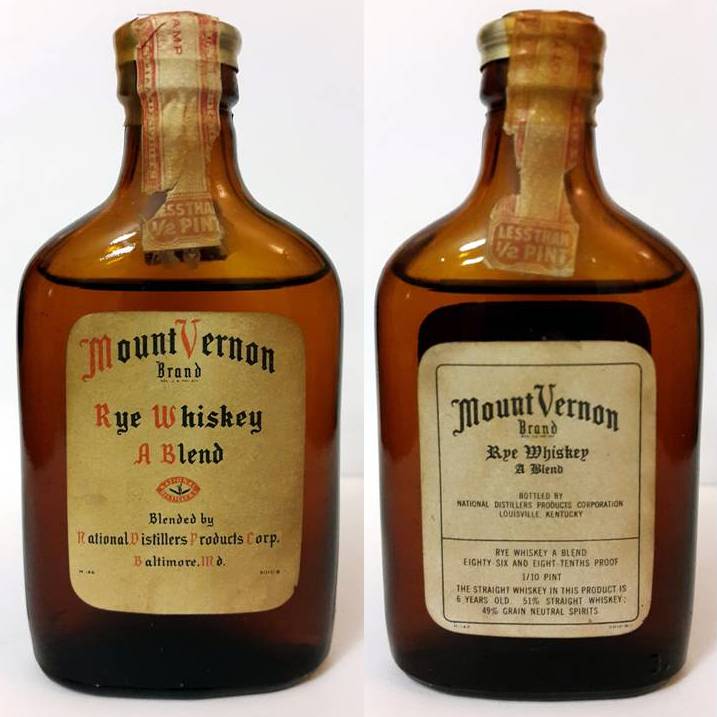 STAMP
LESS THAN
1/2 PINT
Mount Vernon
Brand
Rye Whiskey
A Blend
NATIONAL
DISTILLERS
Blended by
National Distillers Products Corp.
Baltimore, Md.
LESS THAN
1/2 PINT
Mount Vernon
Brand
Rye Whiskey
A Blend
BOTTLED BY
NATIONAL DISTILLERS PRODUCTS CORPORATION
LOUISVILLE, KENTUCKY
RYE WHISKEY A BLEND
EIGHTY-SIX AND EIGHT-TENTHS PROOF
1/10 PINT
THE STRAIGHT WHISKEY IN THIS PRODUCT IS
6 YEARS OLD. 51% STRAIGHT WHISKEY;
49% GRAIN NEUTRAL SPIRITS